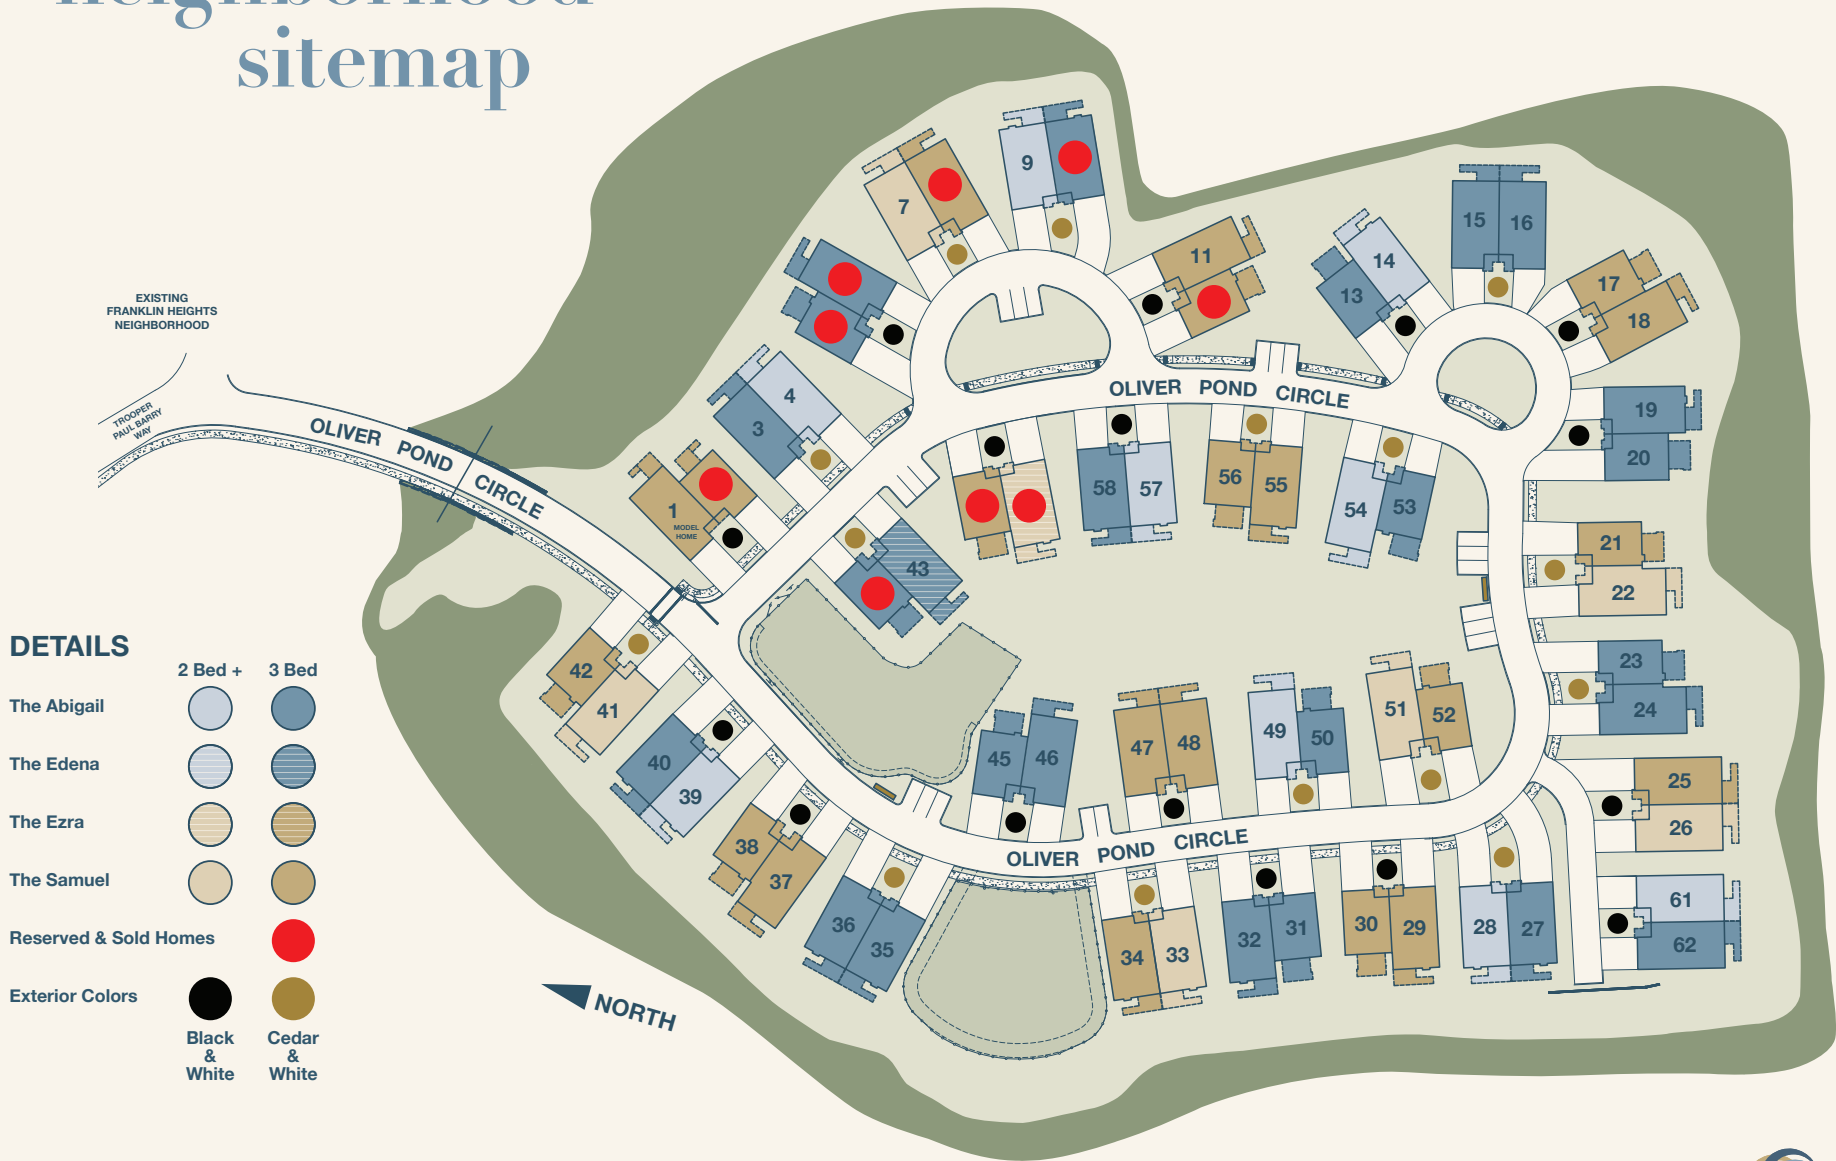 neighborhood
sitemap
EXISTING
FRANKLIN HEIGHTS
NEIGHBORHOOD
TROOPER
PAUL BARRY
WAY
OLIVER POND CIRCLE
OLIVER POND CIRCLE
OLIVER POND CIRCLE
9
7
11
14
13
15
16
17
18
4
3
1
MODEL
HOME
19
20
58
57
56
55
54
53
43
21
22
23
24
42
41
40
39
38
37
36
35
45
46
47
48
49
50
51
52
25
26
34
33
32
31
30
29
28
27
61
62
DETAILS
2 Bed + 3 Bed
The Abigail
The Edena
The Ezra
The Samuel
Reserved & Sold Homes
Exterior Colors
Black Cedar
& &
White White
NORTH